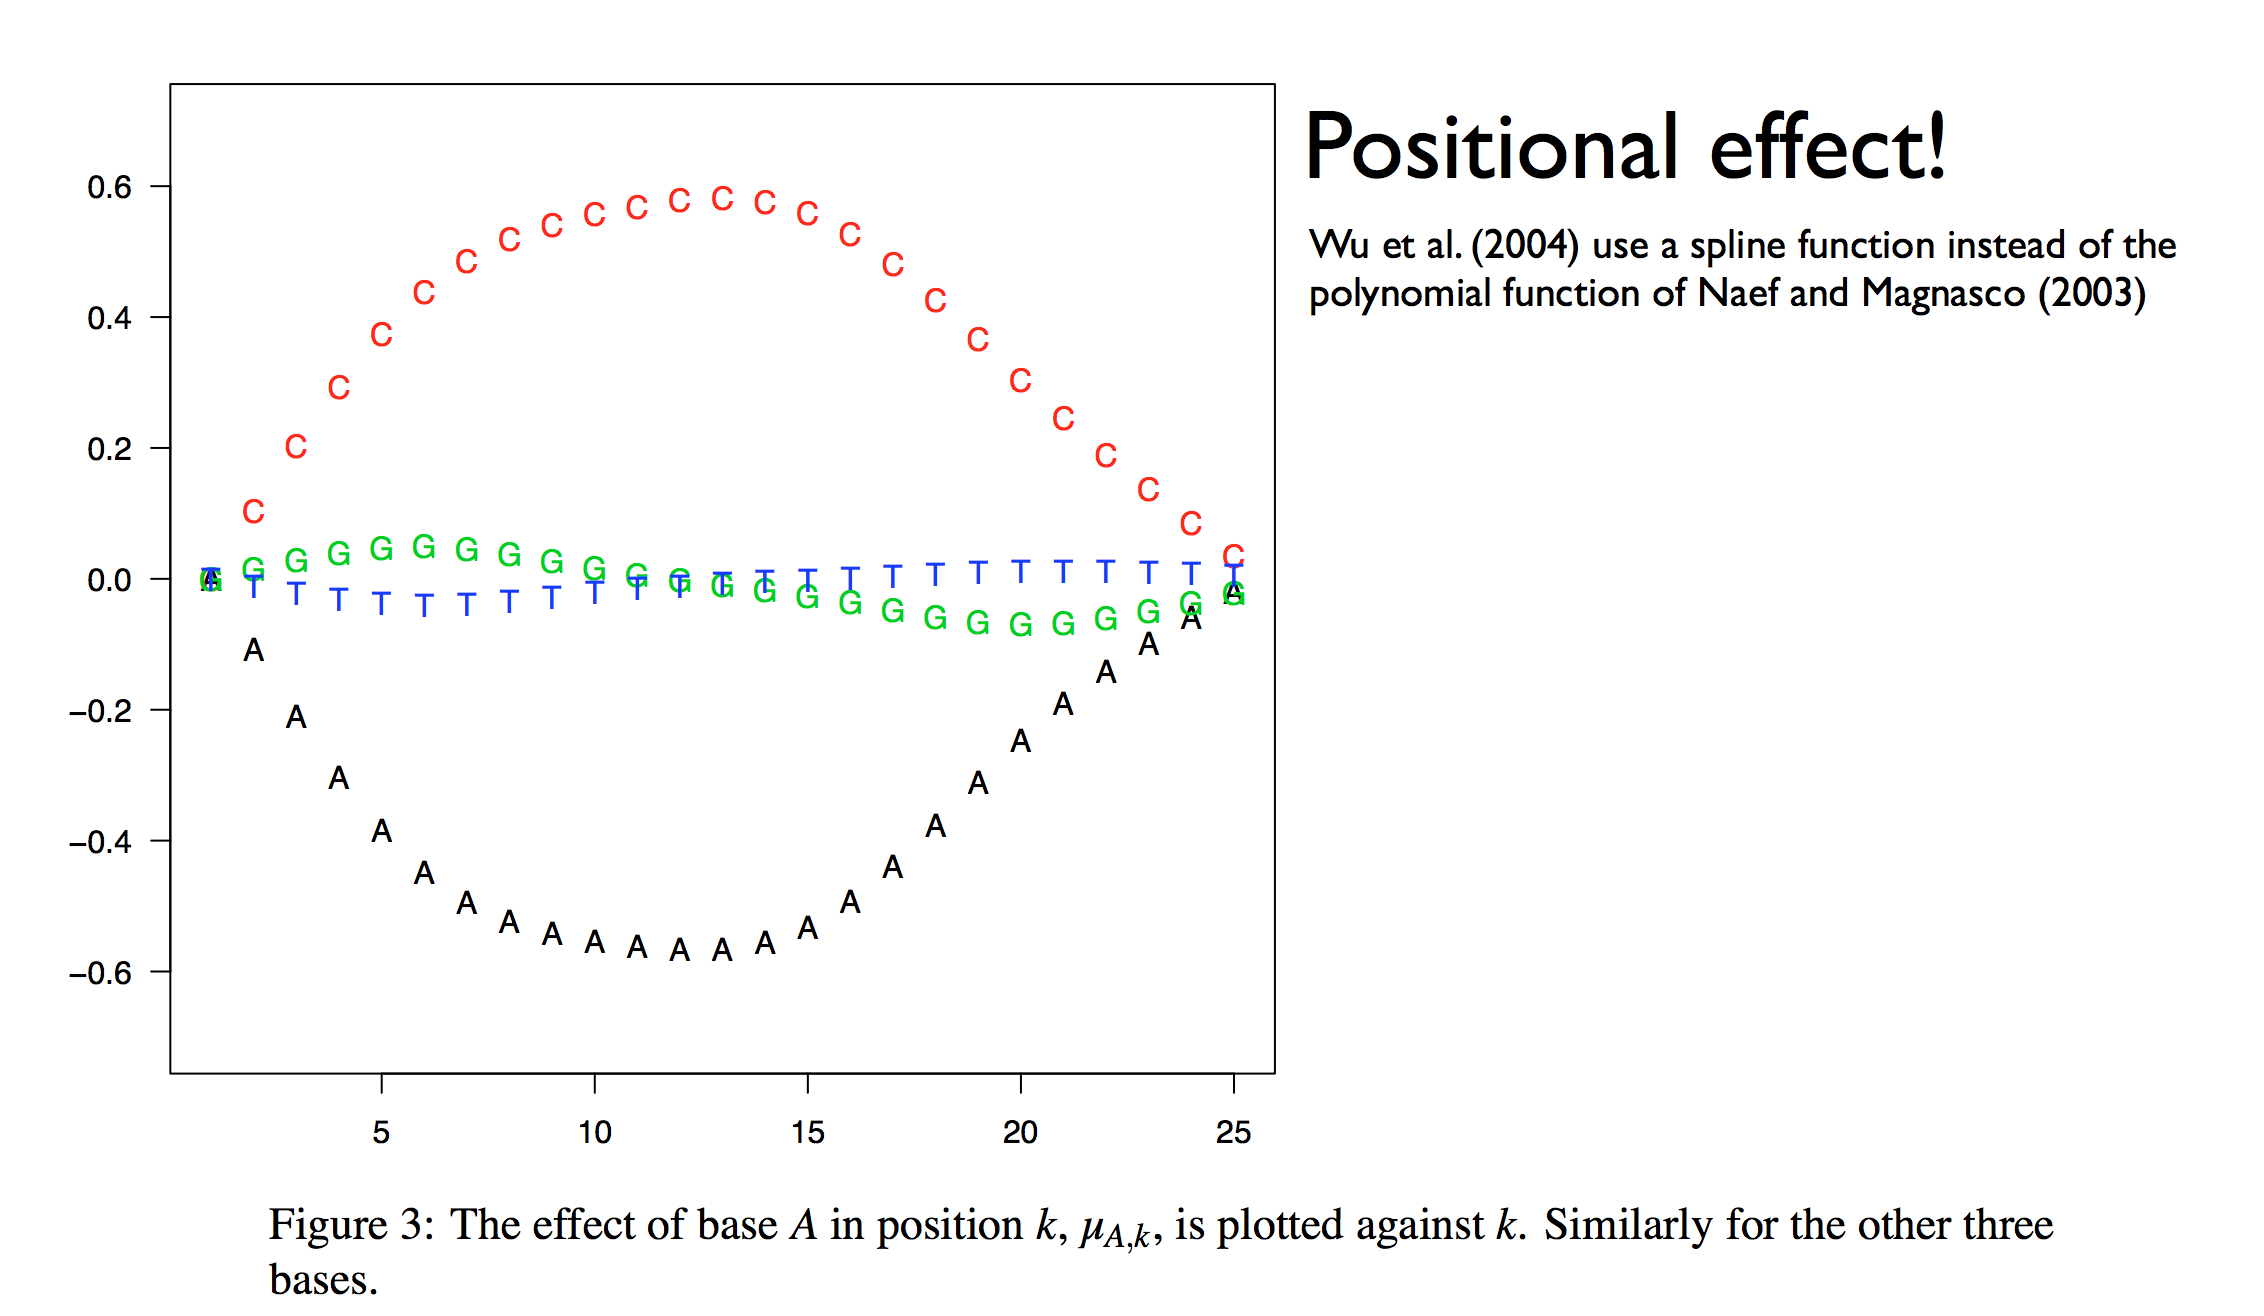 Positional effect!
Wu et al. (2004) use a spline function instead of the
polynomial function of Naef and Magnasco (2003)
0.6
0.4
0.2
0.0
−0.2
−0.4
−0.6
C C C C C C C C C C C C C C C C C C C C C C C C
G G G G G G G G G G G G G G G G G G G G G G G G G
T T T T T T T T T T T T T T T T T T T T T T T T T
A A A A A A A A A A A A A A A A A A A A A A A A A
5 10 15 20 25
Figure 3: The effect of base A in position k, μA,k, is plotted against k. Similarly for the other three
bases.